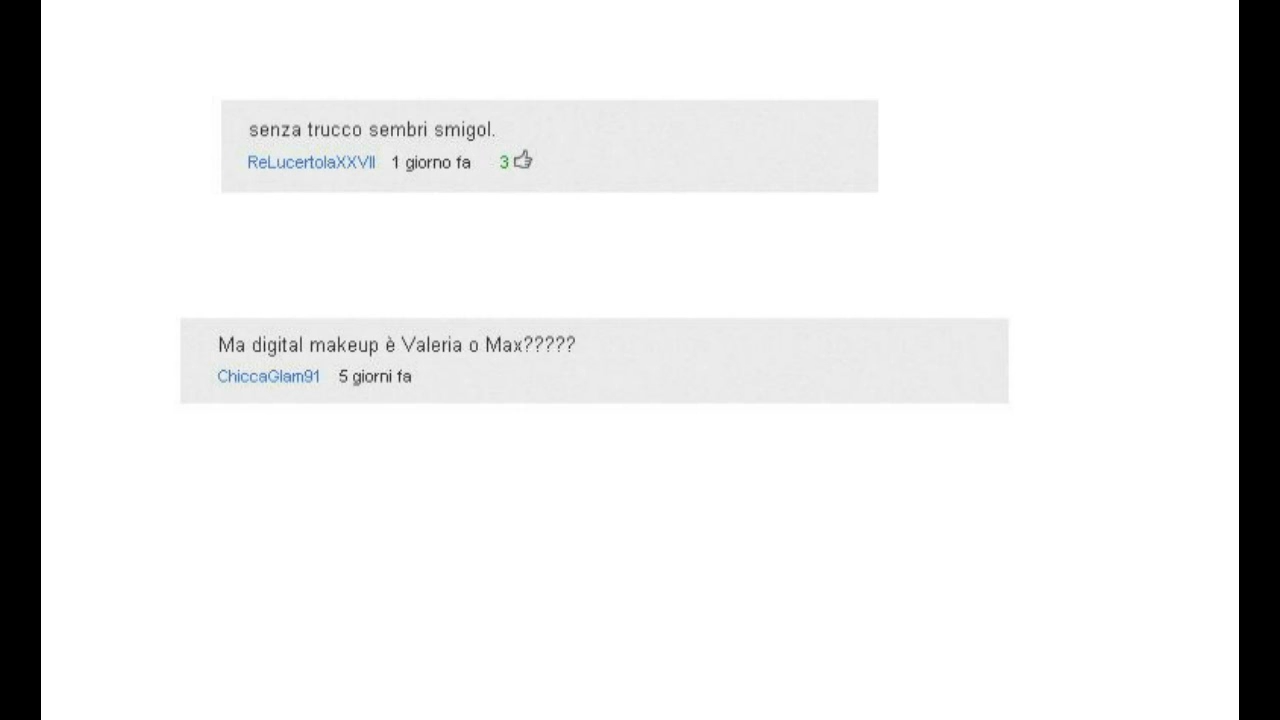 senza trucco sembri smigol.
ReLucertolaXXVII 1 giorno fa 3
Ma digital makeup è Valeria o Max?????
ChiccaGlam91 5 giorni fa